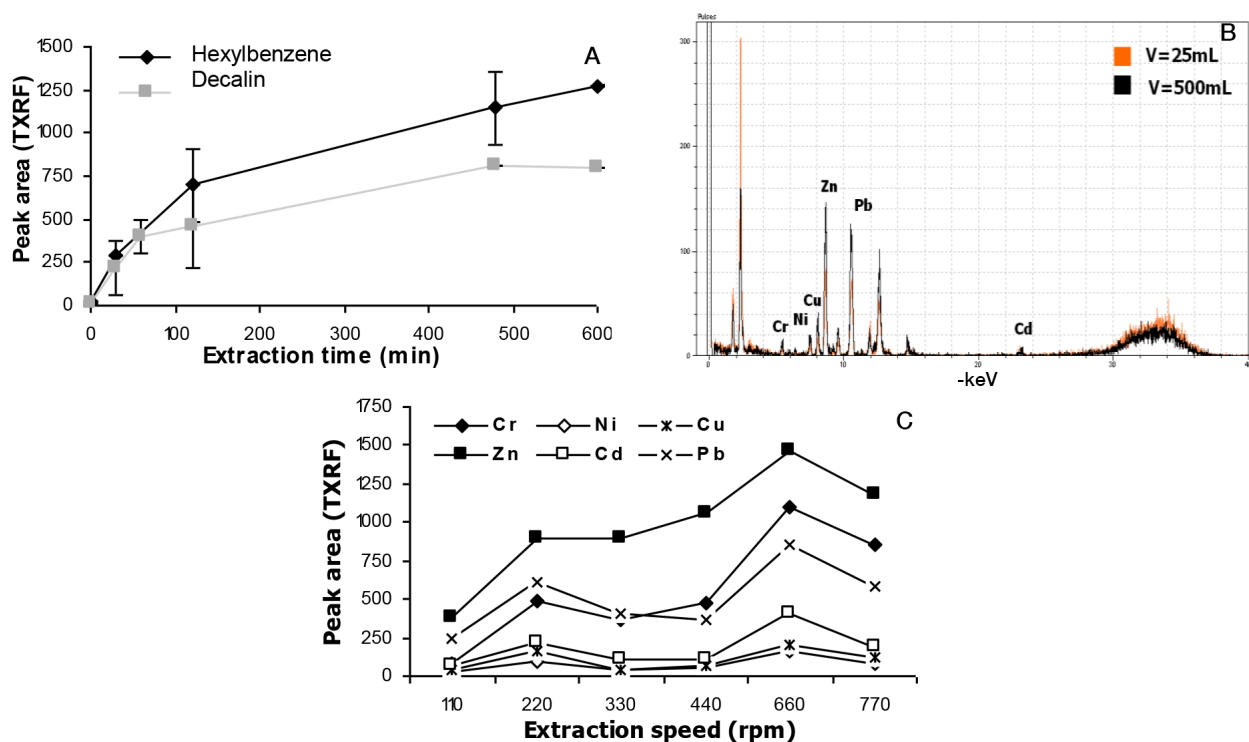 A
Hexylbenzene
Decalin
Peak area (TXRF)
1500
1250
1000
750
500
250
0
0 100 200 300 400 500 600
Extraction time (min)
B
Pulses
V=25mL
V=500mL
300
200
100
0
Cr
Ni
Cu
Zn
Pb
Cd
0 10 20 30
-keV
C
Cr Ni Cu
Zn Cd Pb
Peak area (TXRF)
1750
1500
1250
1000
750
500
250
0
110 220 330 440 660 770
Extraction speed (rpm)